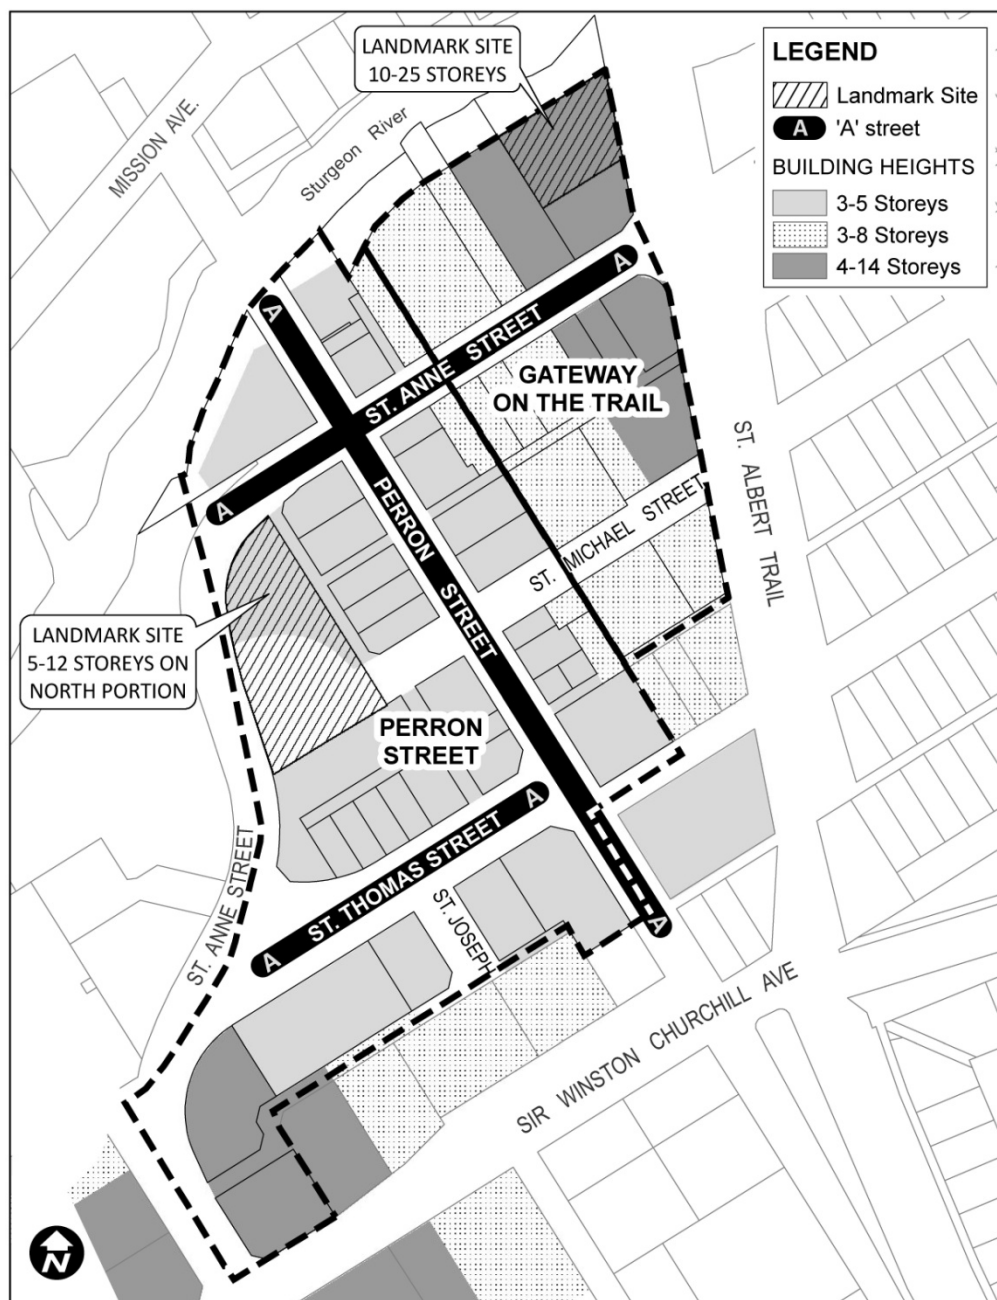 LANDMARK SITE
10-25 STOREYS
LEGEND
Landmark Site
A
'A' street
BUILDING HEIGHTS
3-5 Storeys
3-8 Storeys
4-14 Storeys
MISSION AVE.
Sturgeon River
A
A
ST. ANNE STREET
A
GATEWAY
ON THE TRAIL
PERRON STREET
A
ST. MICHAEL STREET
ST. ALBERT TRAIL
LANDMARK SITE
5-12 STOREYS ON
NORTH PORTION
PERRON
STREET
A
ST. THOMAS STREET
A
ST. ANNE STREET
ST. JOSEPH
SIR WINSTON CHURCHILL AVE
N